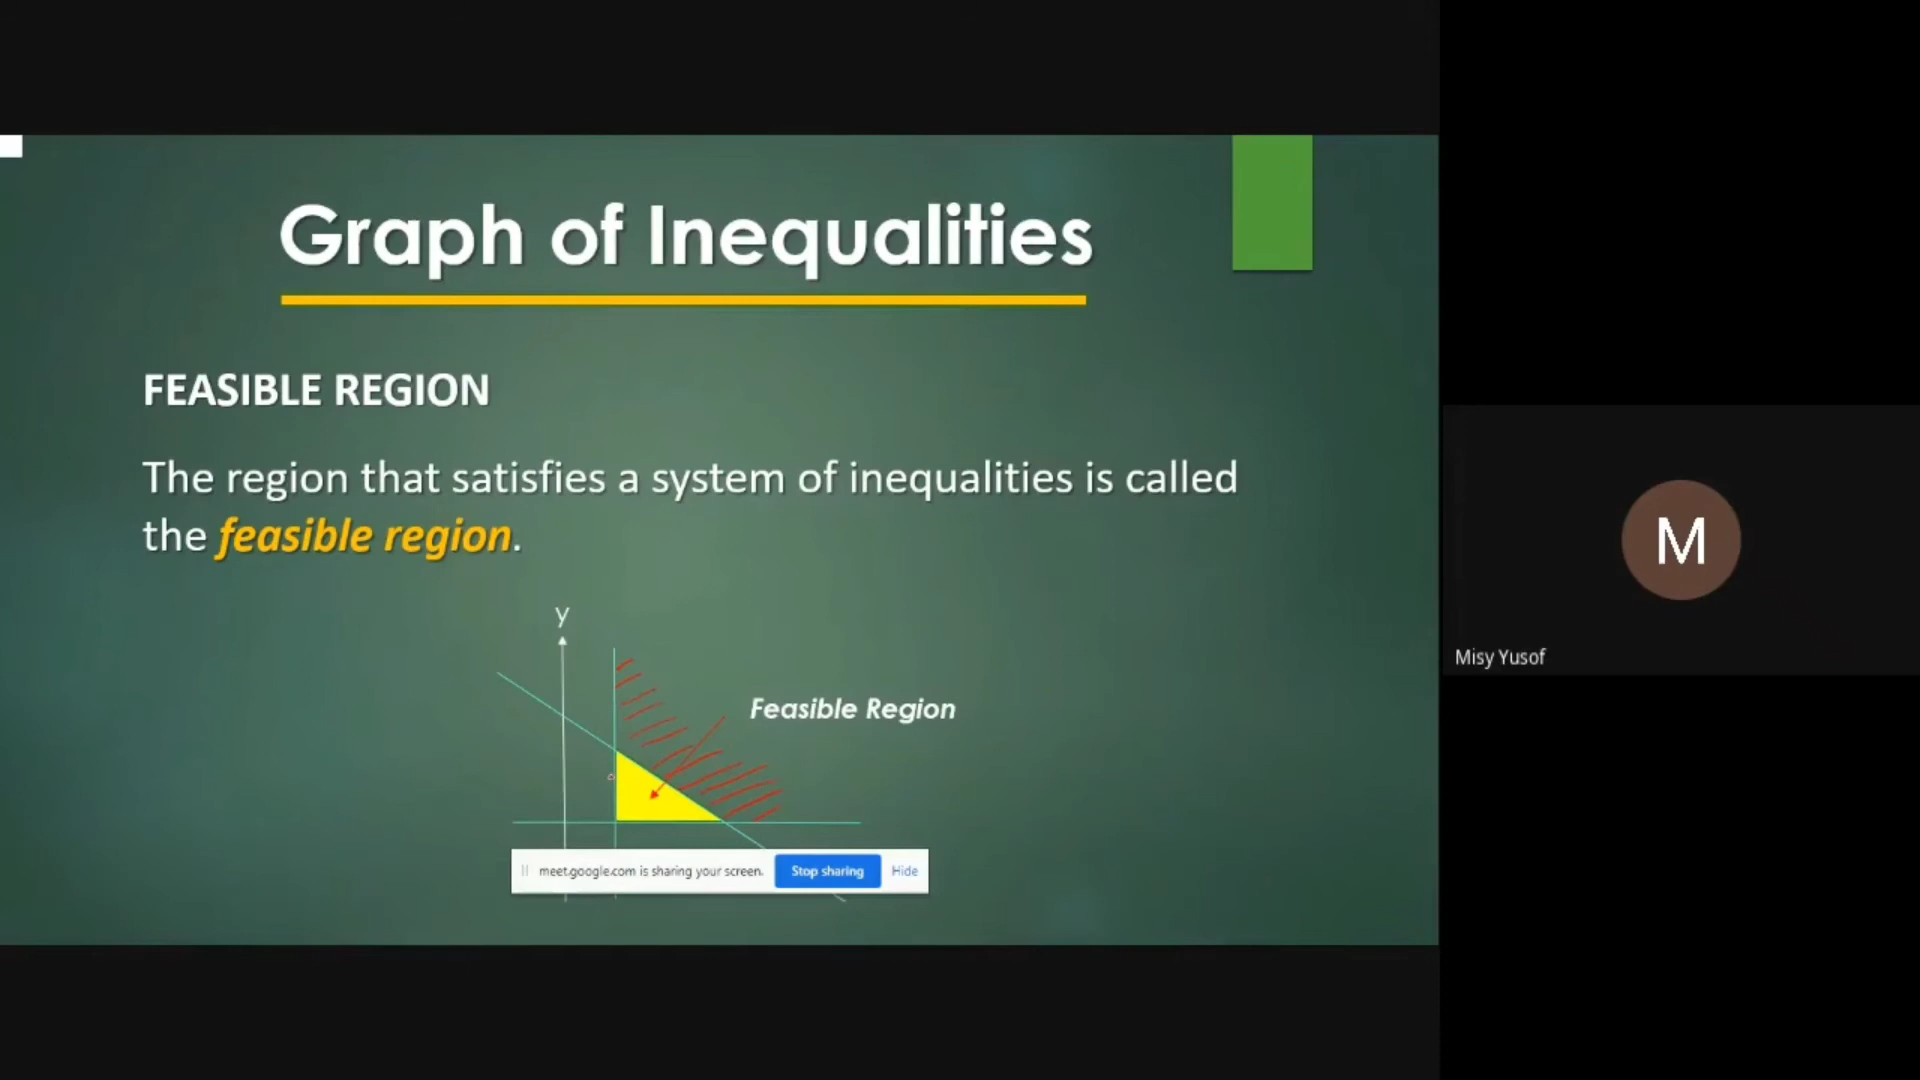 Graph of Inequalities
FEASIBLE REGION
The region that satisfies a system of inequalities is called
the feasible region.
y
Feasible Region
meet.google.com is sharing your screen.
Stop sharing
Hide
M
Misy Yusof